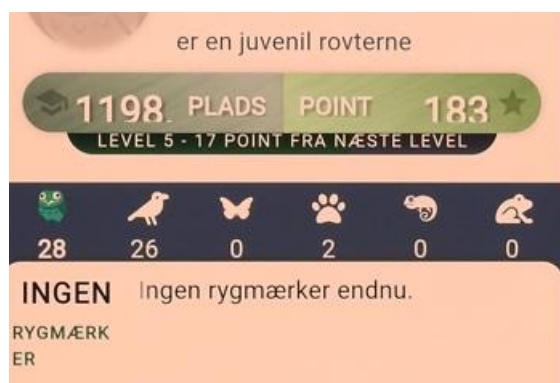 er en juvenil rovterne
1198. PLADS POINT 183
LEVEL 5 - 17 POINT FRA NÆSTE LEVEL
28 26 0 2 0 0
INGEN Ingen rygmærker endnu.
RYGMÆRK
ER